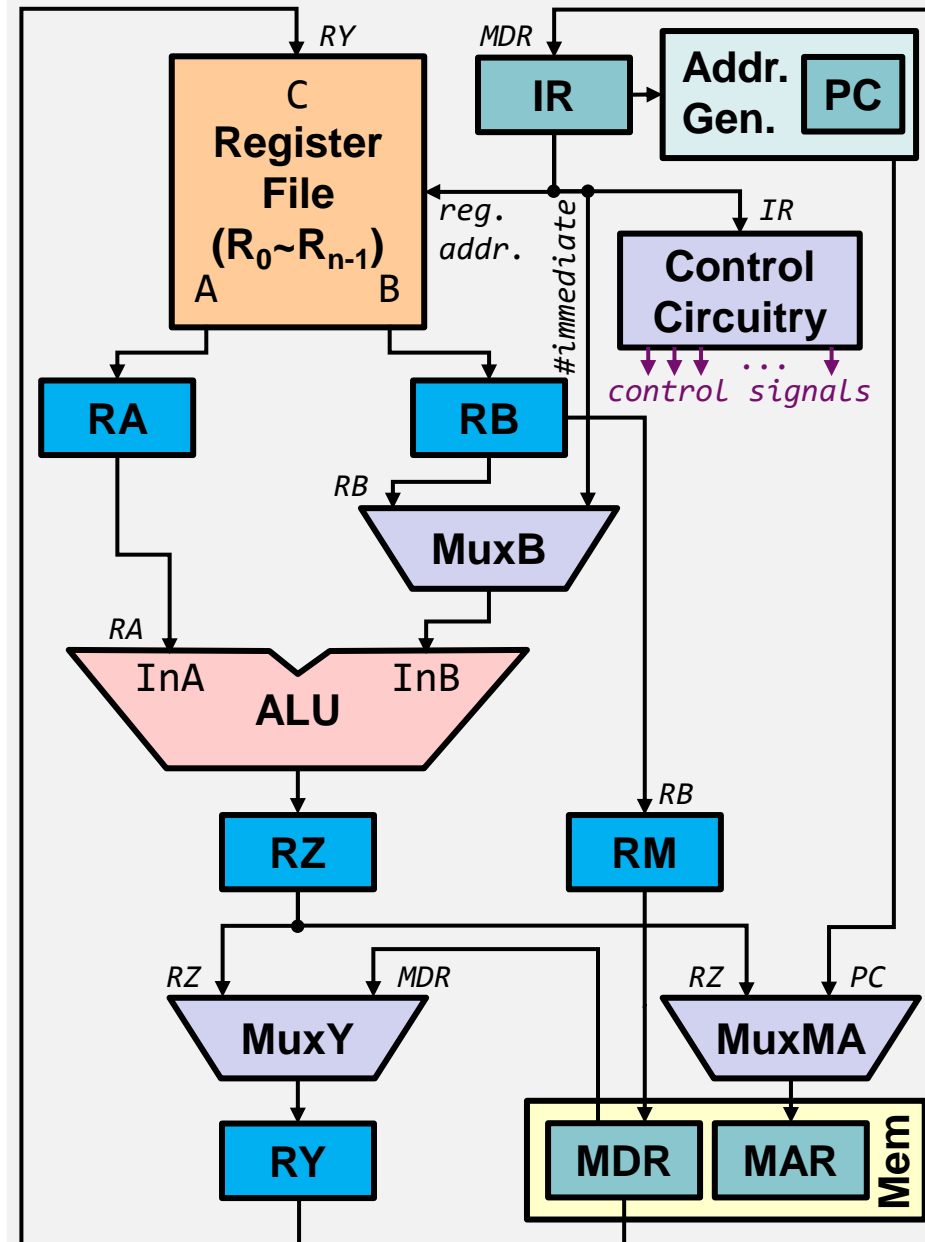 RY
MDR
C
Register
File
(R0~Rn-1)
A
B
IR
Addr.
Gen.
PC
reg.
addr.
#immediate
IR
Control
Circuitry
...
control signals
RA
RB
RB
MuxB
RA
InA
InB
ALU
RB
RZ
RM
RZ
MDR
RZ
PC
MuxY
MuxMA
RY
MDR
MAR
Mem